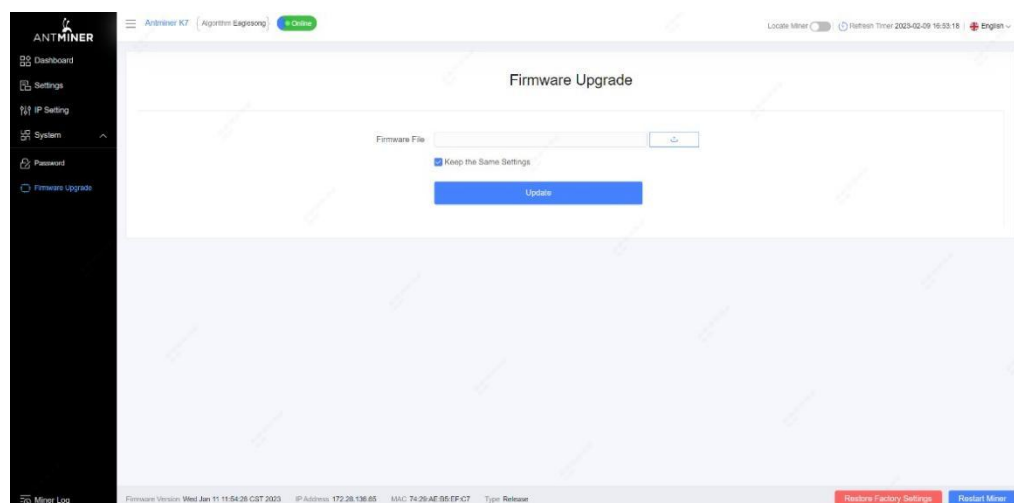 ANTMINER
Antminer K7 Algorithm Eaglesong Online
Locate Miner Refresh Timer 2023-02-09 16:53:18 English
Dashboard
Settings
IP Setting
System
Password
Firmware Upgrade
Firmware Upgrade
Firmware File
Keep the Same Settings
Update
Miner Log
Firmware Version Wed Jan 11 11:54:28 CST 2023 IP Address 172.28.138.65 MAC 74:29:AE:B5:EF:C7 Type Release
Restore Factory Settings
Restart Miner